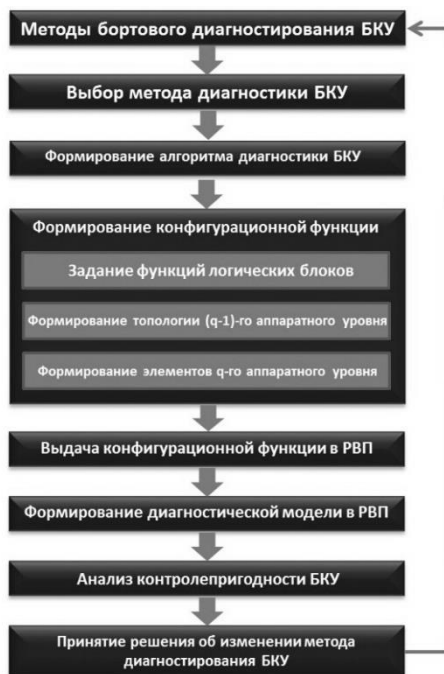 Методы бортового диагностирования БКУ
Выбор метода диагностики БКУ
Формирование алгоритма диагностики БКУ
Формирование конфигурационной функции
Задание функций логических блоков
Формирование топологии (q-1)-го аппаратного уровня
Формирование элементов q-го аппаратного уровня
Выдача конфигурационной функции в РВП
Формирование диагностической модели в РВП
Анализ контролепригодности БКУ
Принятие решения об изменении метода
диагностирования БКУ